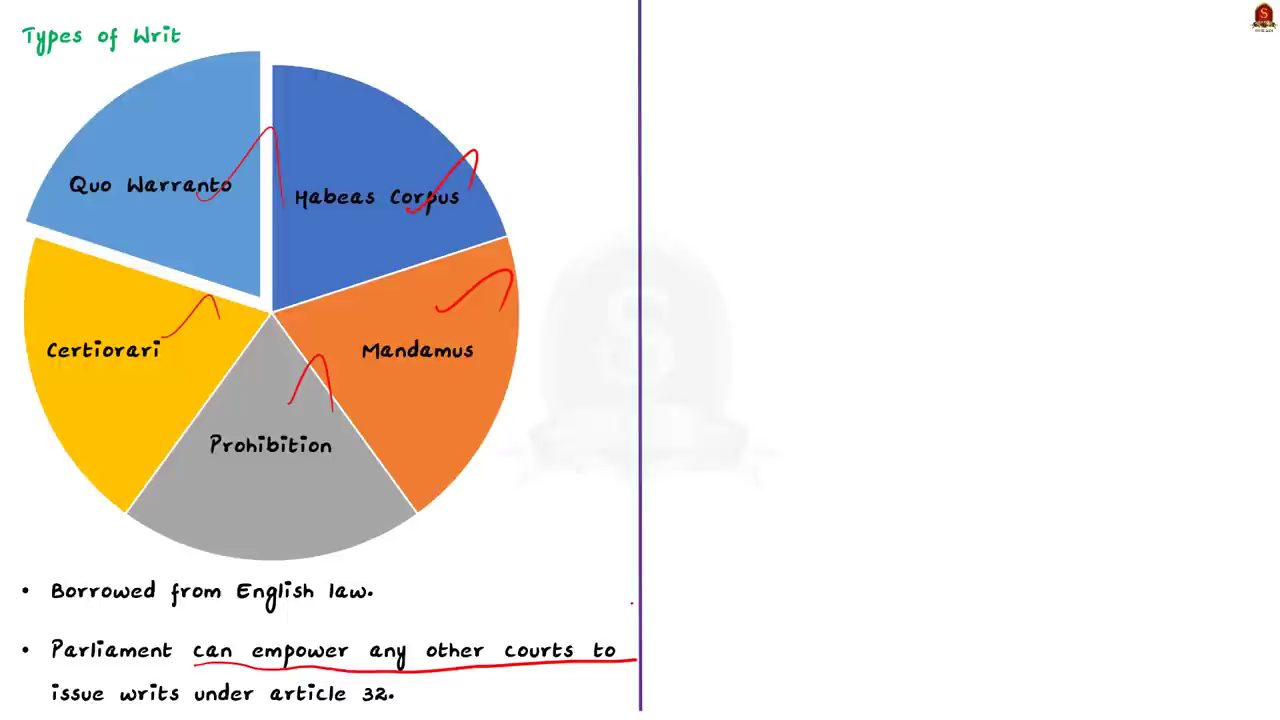 Types of Writ
Quo Warranto
Habeas Corpus
Certiorari
Mandamus
Prohibition
• Borrowed from English law.
• Parliament can empower any other courts to
issue writs under article 32.
S